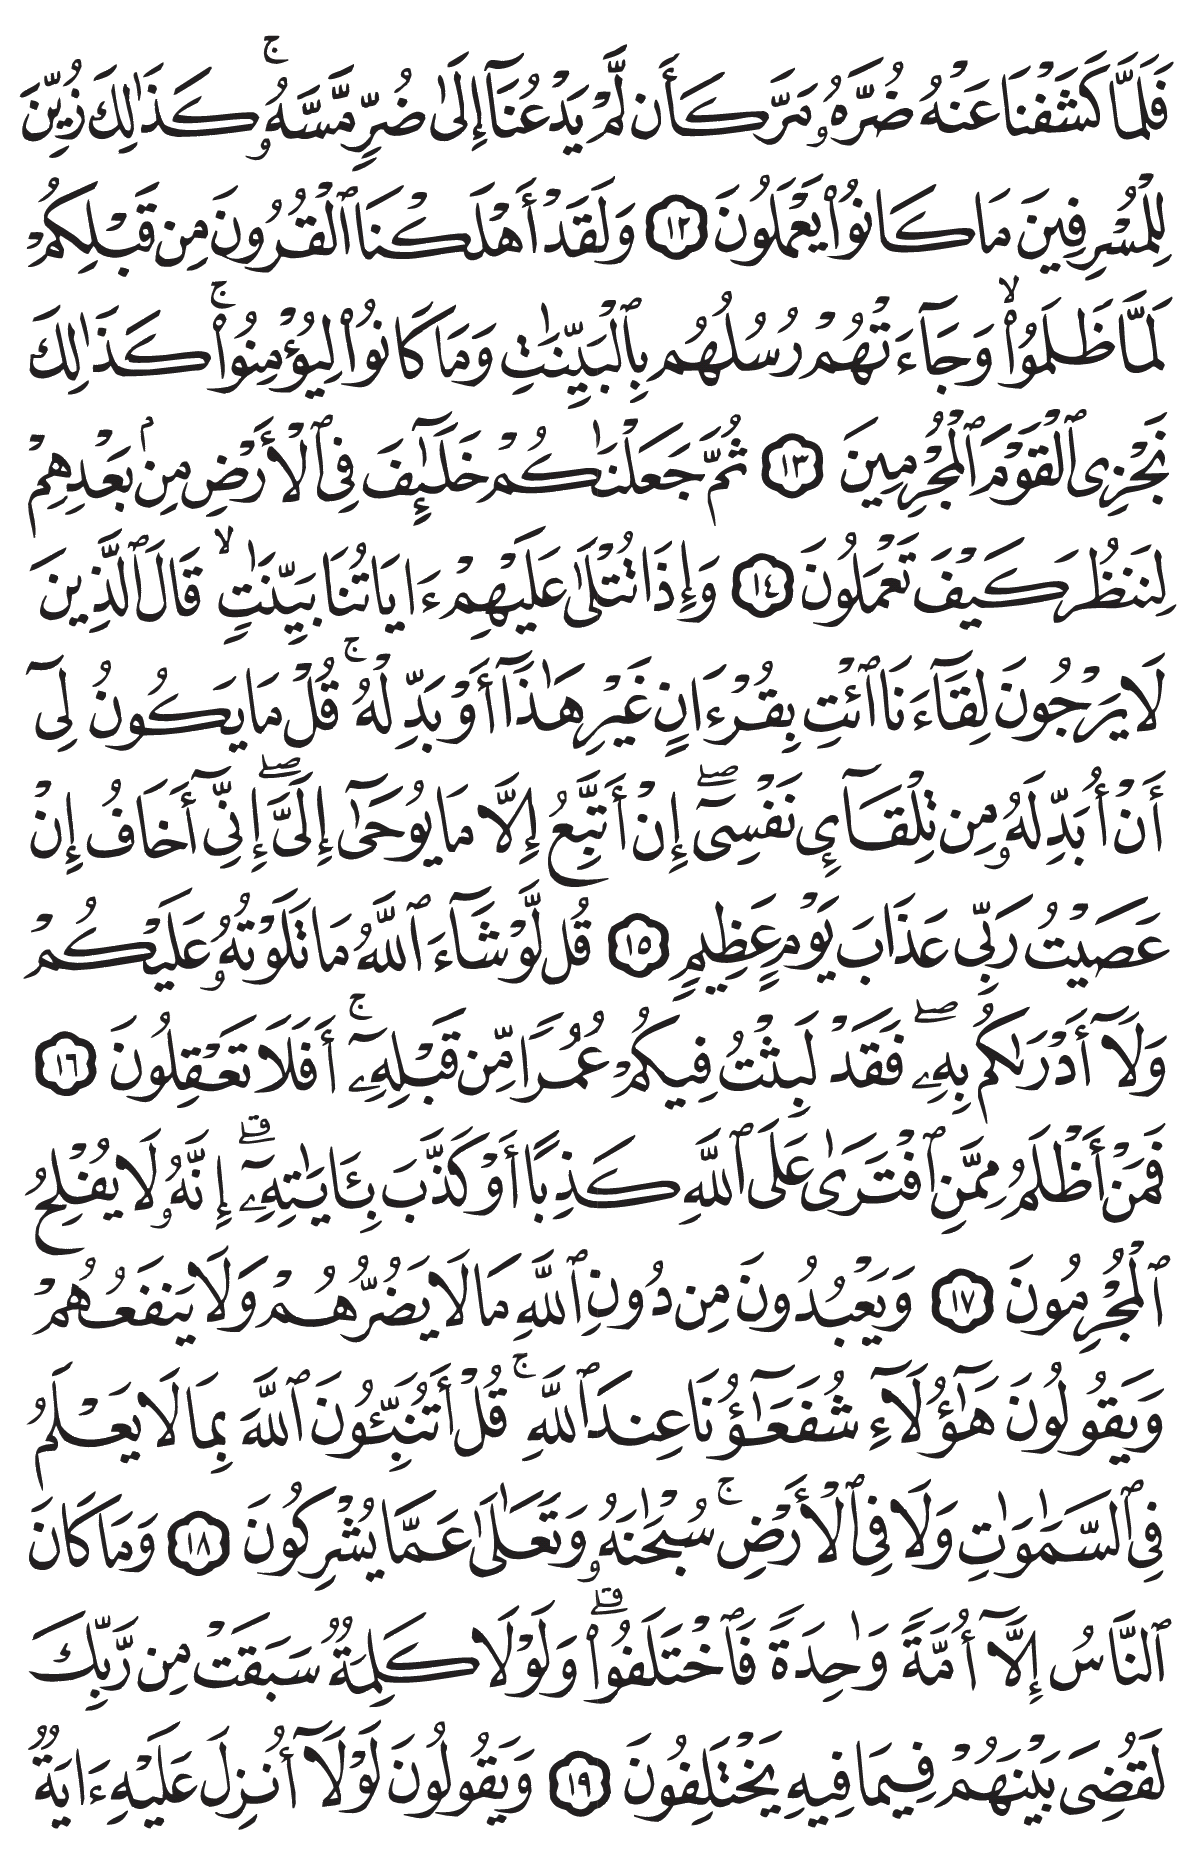 فَلَمَّا كَشَفْنَا عَنْهُ ضُرَّهُۥ مَرَّ كَأَن لَّمْ يَدْعُنَآ إِلَىٰ ضُرٍّ مَّسَّهُۥ ۚ كَذَٰلِكَ زُيِّنَ
لِلْمُسْرِفِينَ مَا كَانُوا۟ يَعْمَلُونَ ١٢ وَلَقَدْ أَهْلَكْنَا ٱلْقُرُونَ مِن قَبْلِكُمْ
لَمَّا ظَلَمُوا۟ ۙ وَجَآءَتْهُمْ رُسُلُهُم بِٱلْبَيِّنَٰتِ وَمَا كَانُوا۟ لِيُؤْمِنُوا۟ ۚ كَذَٰلِكَ
نَجْزِى ٱلْقَوْمَ ٱلْمُجْرِمِينَ ١٣ ثُمَّ جَعَلْنَٰكُمْ خَلَٰٓئِفَ فِى ٱلْأَرْضِ مِنۢ بَعْدِهِمْ
لِنَنظُرَ كَيْفَ تَعْمَلُونَ ١٤ وَإِذَا تُتْلَىٰ عَلَيْهِمْ ءَايَاتُنَا بَيِّنَٰتٍ ۙ قَالَ ٱلَّذِينَ
لَا يَرْجُونَ لِقَآءَنَا ٱئْتِ بِقُرْءَانٍ غَيْرِ هَٰذَآ أَوْ بَدِّلْهُ ۚ قُلْ مَا يَكُونُ لِىٓ
أَنْ أُبَدِّلَهُۥ مِن تِلْقَآئِ نَفْسِىٓ ۖ إِنْ أَتَّبِعُ إِلَّا مَا يُوحَىٰٓ إِلَىَّ ۖ إِنِّىٓ أَخَافُ إِنْ
عَصَيْتُ رَبِّى عَذَابَ يَوْمٍ عَظِيمٍ ١٥ قُل لَّوْ شَآءَ ٱللَّهُ مَا تَلَوْتُهُۥ عَلَيْكُمْ
وَلَآ أَدْرَىٰكُم بِهِۦ ۖ فَقَدْ لَبِثْتُ فِيكُمْ عُمُرًا مِّن قَبْلِهِۦٓ ۚ أَفَلَا تَعْقِلُونَ ١٦
فَمَنْ أَظْلَمُ مِمَّنِ ٱفْتَرَىٰ عَلَى ٱللَّهِ كَذِبًا أَوْ كَذَّبَ بِـَٔايَٰتِهِۦٓ ۗ إِنَّهُۥ لَا يُفْلِحُ
ٱلْمُجْرِمُونَ ١٧ وَيَعْبُدُونَ مِن دُونِ ٱللَّهِ مَا لَا يَضُرُّهُمْ وَلَا يَنفَعُهُمْ
وَيَقُولُونَ هَٰٓؤُلَآءِ شُفَعَٰٓؤُنَا عِندَ ٱللَّهِ ۚ قُلْ أَتُنَبِّـُٔونَ ٱللَّهَ بِمَا لَا يَعْلَمُ
فِى ٱلسَّمَٰوَٰتِ وَلَا فِى ٱلْأَرْضِ ۚ سُبْحَٰنَهُۥ وَتَعَٰلَىٰ عَمَّا يُشْرِكُونَ ١٨ وَمَا كَانَ
ٱلنَّاسُ إِلَّآ أُمَّةً وَٰحِدَةً فَٱخْتَلَفُوا۟ ۗ وَلَوْلَا كَلِمَةٌ سَبَقَتْ مِن رَّبِّكَ
لَقُضِىَ بَيْنَهُمْ فِيمَا فِيهِ يَخْتَلِفُونَ ١٩ وَيَقُولُونَ لَوْلَآ أُنزِلَ عَلَيْهِ ءَايَةٌ